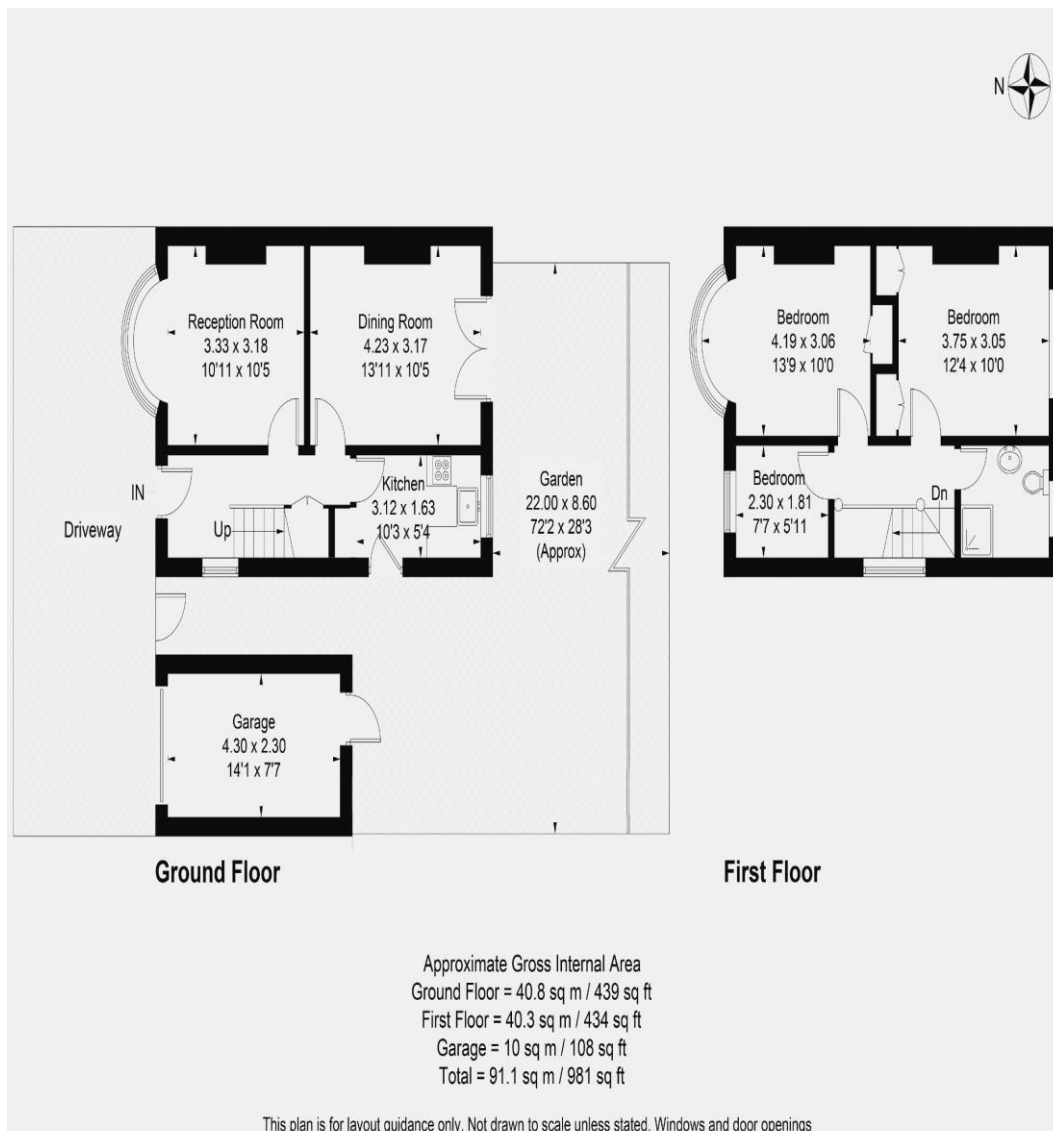 N
Reception Room
3.33 x 3.18
10'11 x 10'5
Dining Room
4.23 x 3.17
13'11 x 10'5
Kitchen
3.12 x 1.63
10'3 x 5'4
IN
Up
Driveway
Garden
22.00 x 8.60
72'2 x 28'3
(Approx)
Garage
4.30 x 2.30
14'1 x 7'7
Ground Floor
Bedroom
4.19 x 3.06
13'9 x 10'0
Bedroom
3.75 x 3.05
12'4 x 10'0
Bedroom
2.30 x 1.81
7'7 x 5'11
Dn
First Floor
Approximate Gross Internal Area
Ground Floor = 40.8 sq m / 439 sq ft
First Floor = 40.3 sq m / 434 sq ft
Garage = 10 sq m / 108 sq ft
Total = 91.1 sq m / 981 sq ft
This plan is for layout guidance only. Not drawn to scale unless stated. Windows and door openings